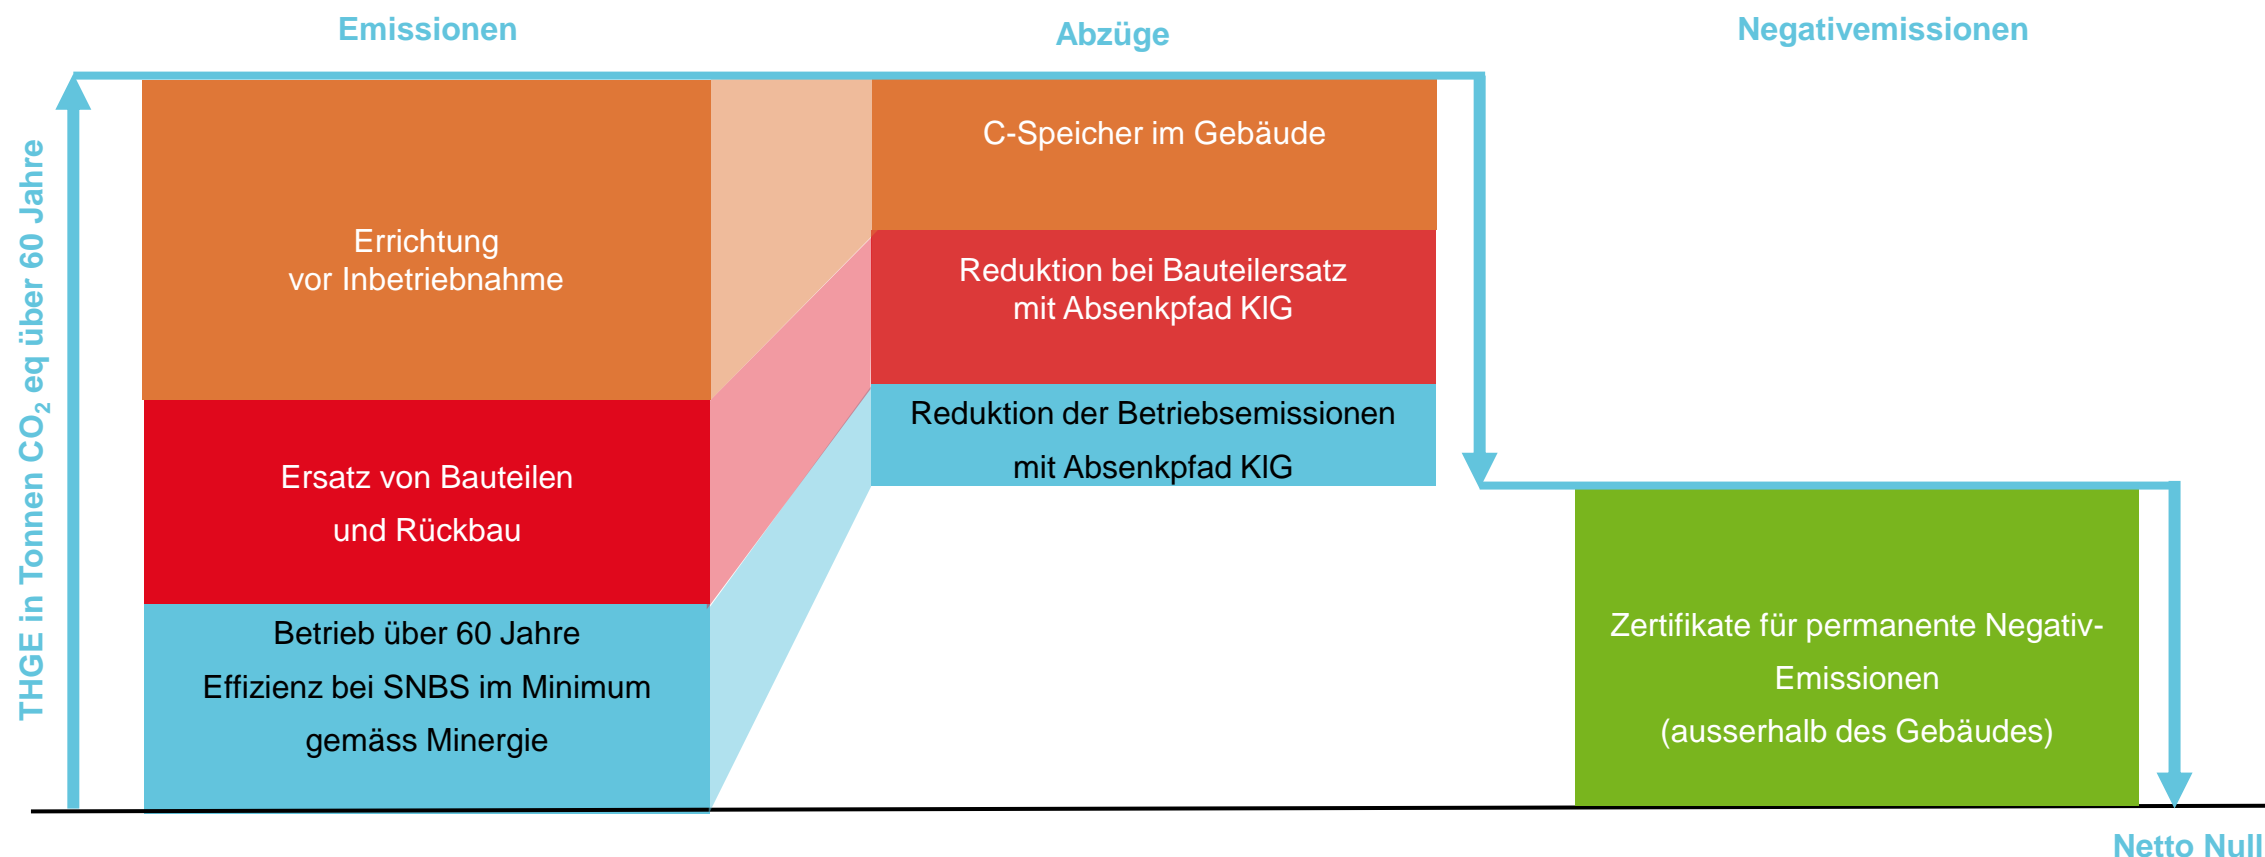 Emissionen
Abzüge
Negativemissionen
THGE in Tonnen CO₂ eq über 60 Jahre
Errichtung
vor Inbetriebnahme
Ersatz von Bauteilen
und Rückbau
Betrieb über 60 Jahre
Effizienz bei SNBS im Minimum
gemäss Minergie
C-Speicher im Gebäude
Reduktion bei Bauteilersatz
mit Absenkpfad KlG
Reduktion der Betriebsemissionen
mit Absenkpfad KlG
Zertifikate für permanente Negativ-
Emissionen
(ausserhalb des Gebäudes)
Netto Null